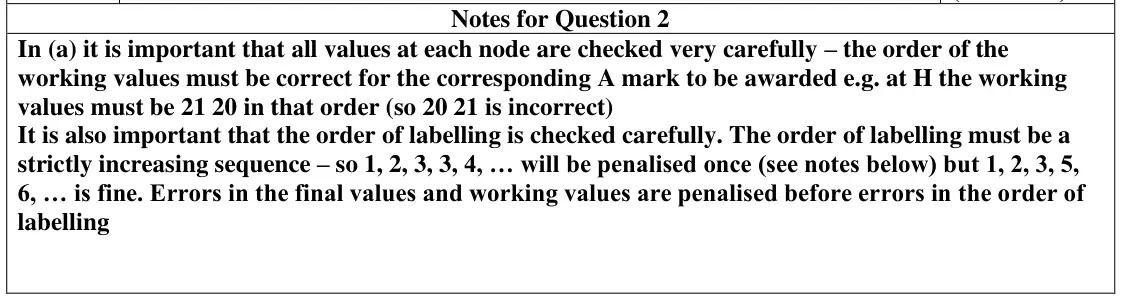 Notes for Question 2
In (a) it is important that all values at each node are checked very carefully – the order of the
working values must be correct for the corresponding A mark to be awarded e.g. at H the working
values must be 21 20 in that order (so 20 21 is incorrect)
It is also important that the order of labelling is checked carefully. The order of labelling must be a
strictly increasing sequence – so 1, 2, 3, 3, 4, … will be penalised once (see notes below) but 1, 2, 3, 5,
6, … is fine. Errors in the final values and working values are penalised before errors in the order of
labelling